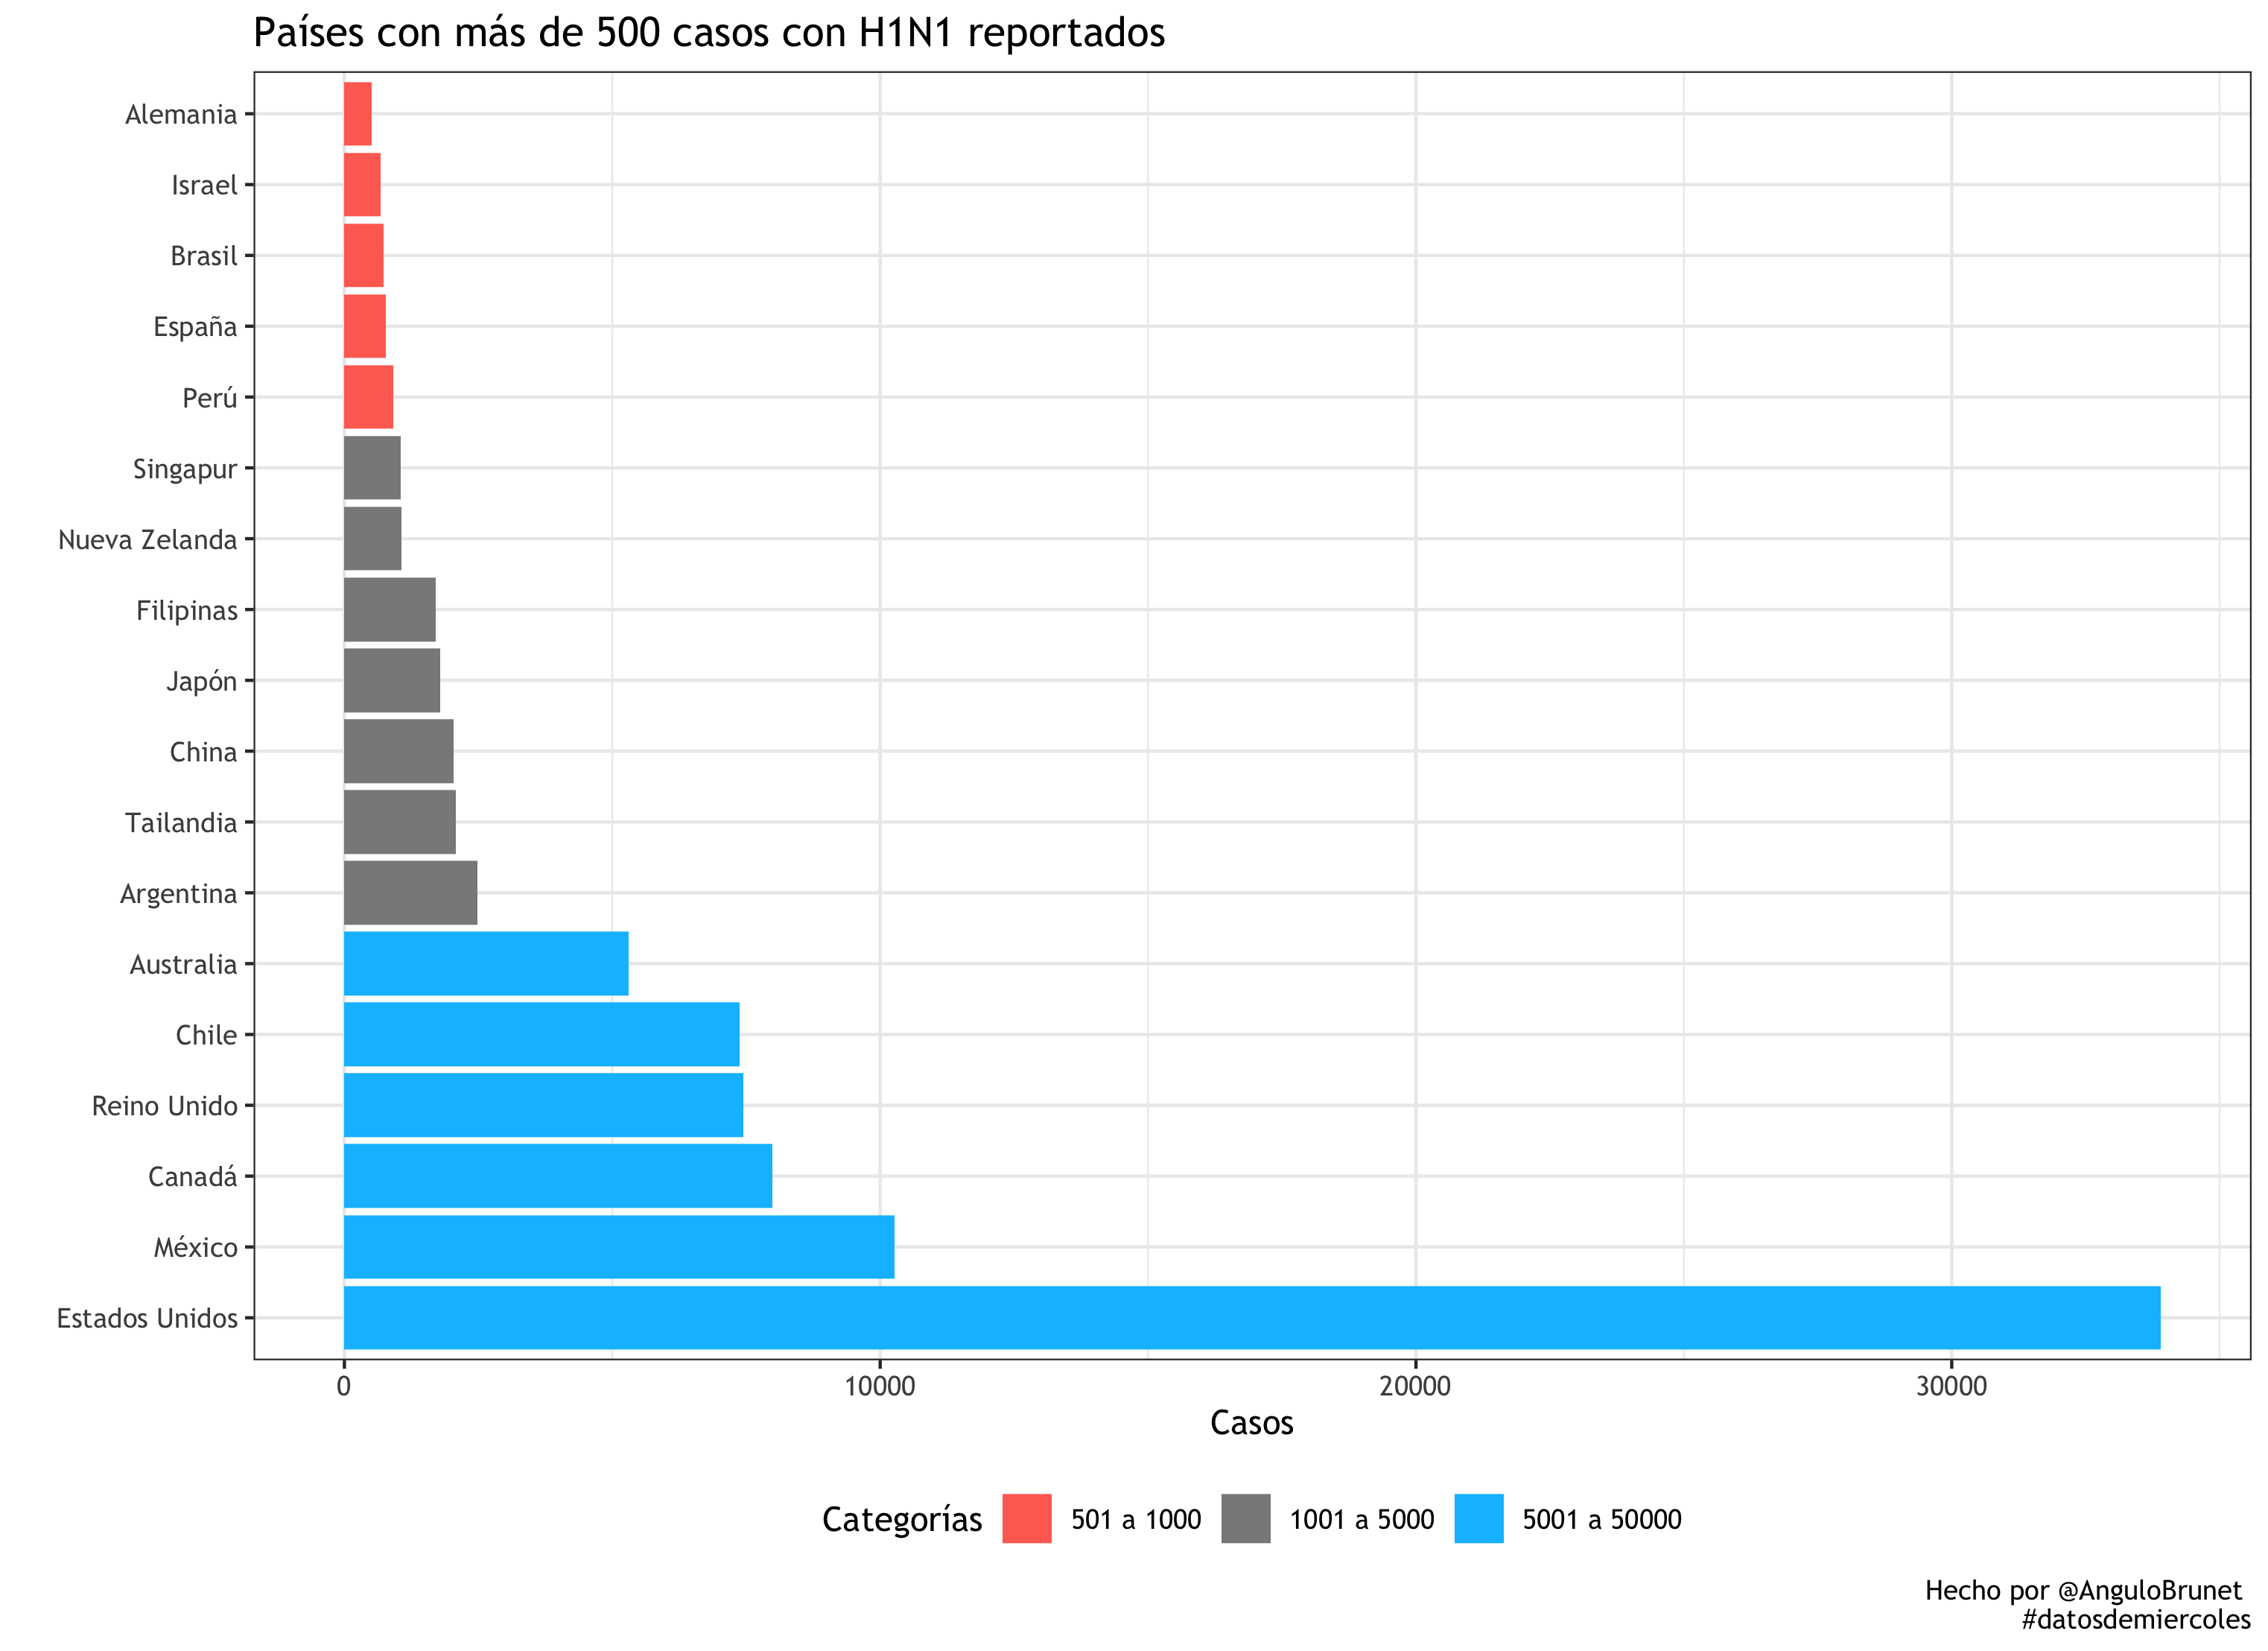 Países con más de 500 casos con H1N1 reportados
Alemania
Israel
Brasil
España
Perú
Singapur
Nueva Zelanda
Filipinas
Japón
China
Tailandia
Argentina
Australia
Chile
Reino Unido
Canadá
México
Estados Unidos
0 10000 20000 30000
Casos
Categorías 501 a 1000 1001 a 5000 5001 a 50000
Hecho por @AnguloBrunet
#datosdemiercoles